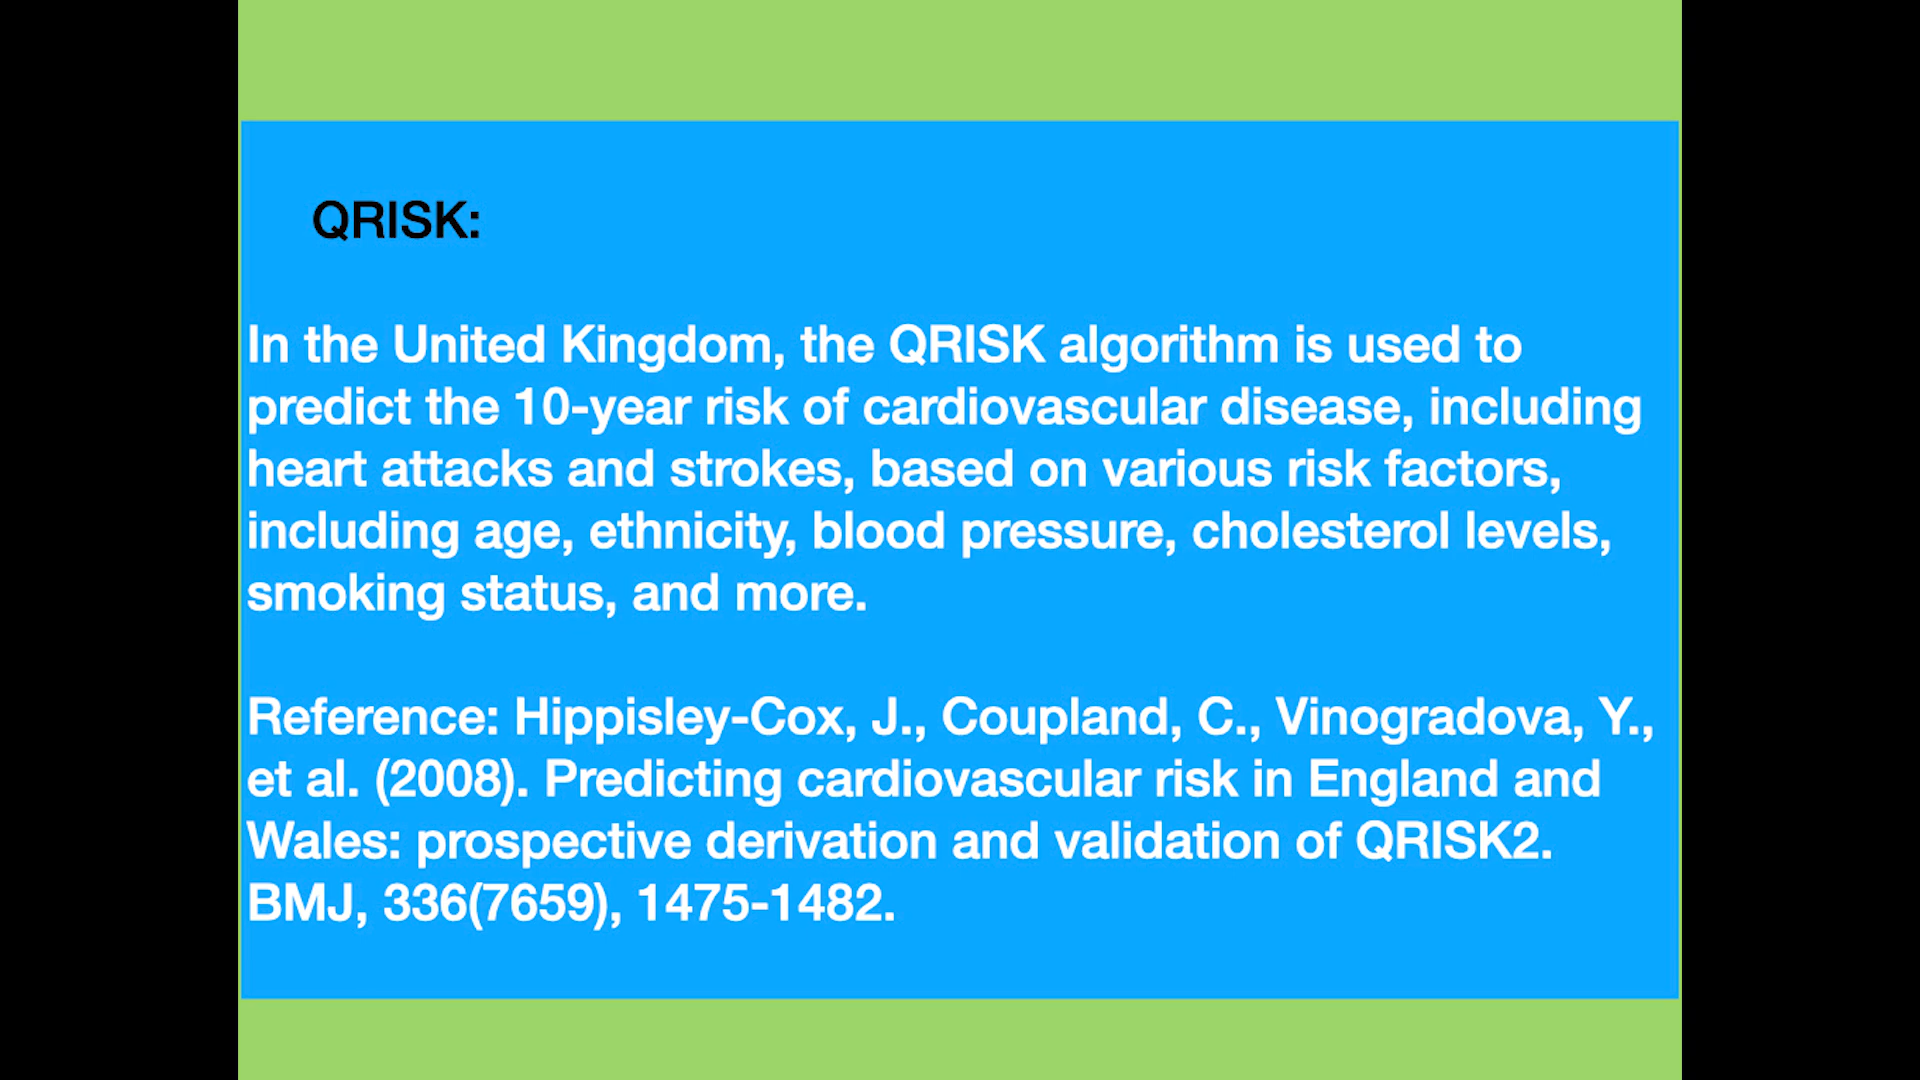 QRISK:
In the United Kingdom, the QRISK algorithm is used to
predict the 10-year risk of cardiovascular disease, including
heart attacks and strokes, based on various risk factors,
including age, ethnicity, blood pressure, cholesterol levels,
smoking status, and more.
Reference: Hippisley-Cox, J., Coupland, C., Vinogradova, Y.,
et al. (2008). Predicting cardiovascular risk in England and
Wales: prospective derivation and validation of QRISK2.
BMJ, 336(7659), 1475-1482.